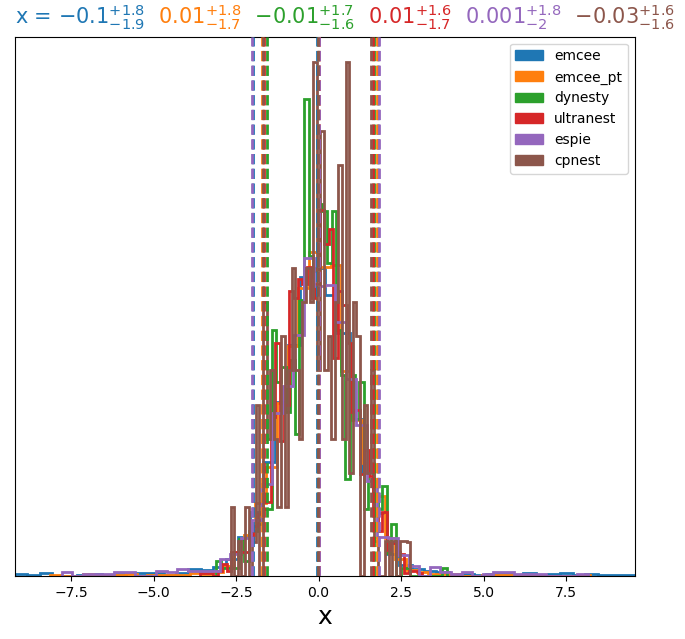 x = −0.1^{+1.8}_{−1.9} 0.01^{+1.8}_{−1.7} −0.01^{+1.7}_{−1.6} 0.01^{+1.6}_{−1.7} 0.001^{+1.8}_{−2} −0.03^{+1.6}_{−1.6}
emcee
emcee_pt
dynesty
ultranest
espie
cpnest
−7.5 −5.0 −2.5 0.0 2.5 5.0 7.5
x